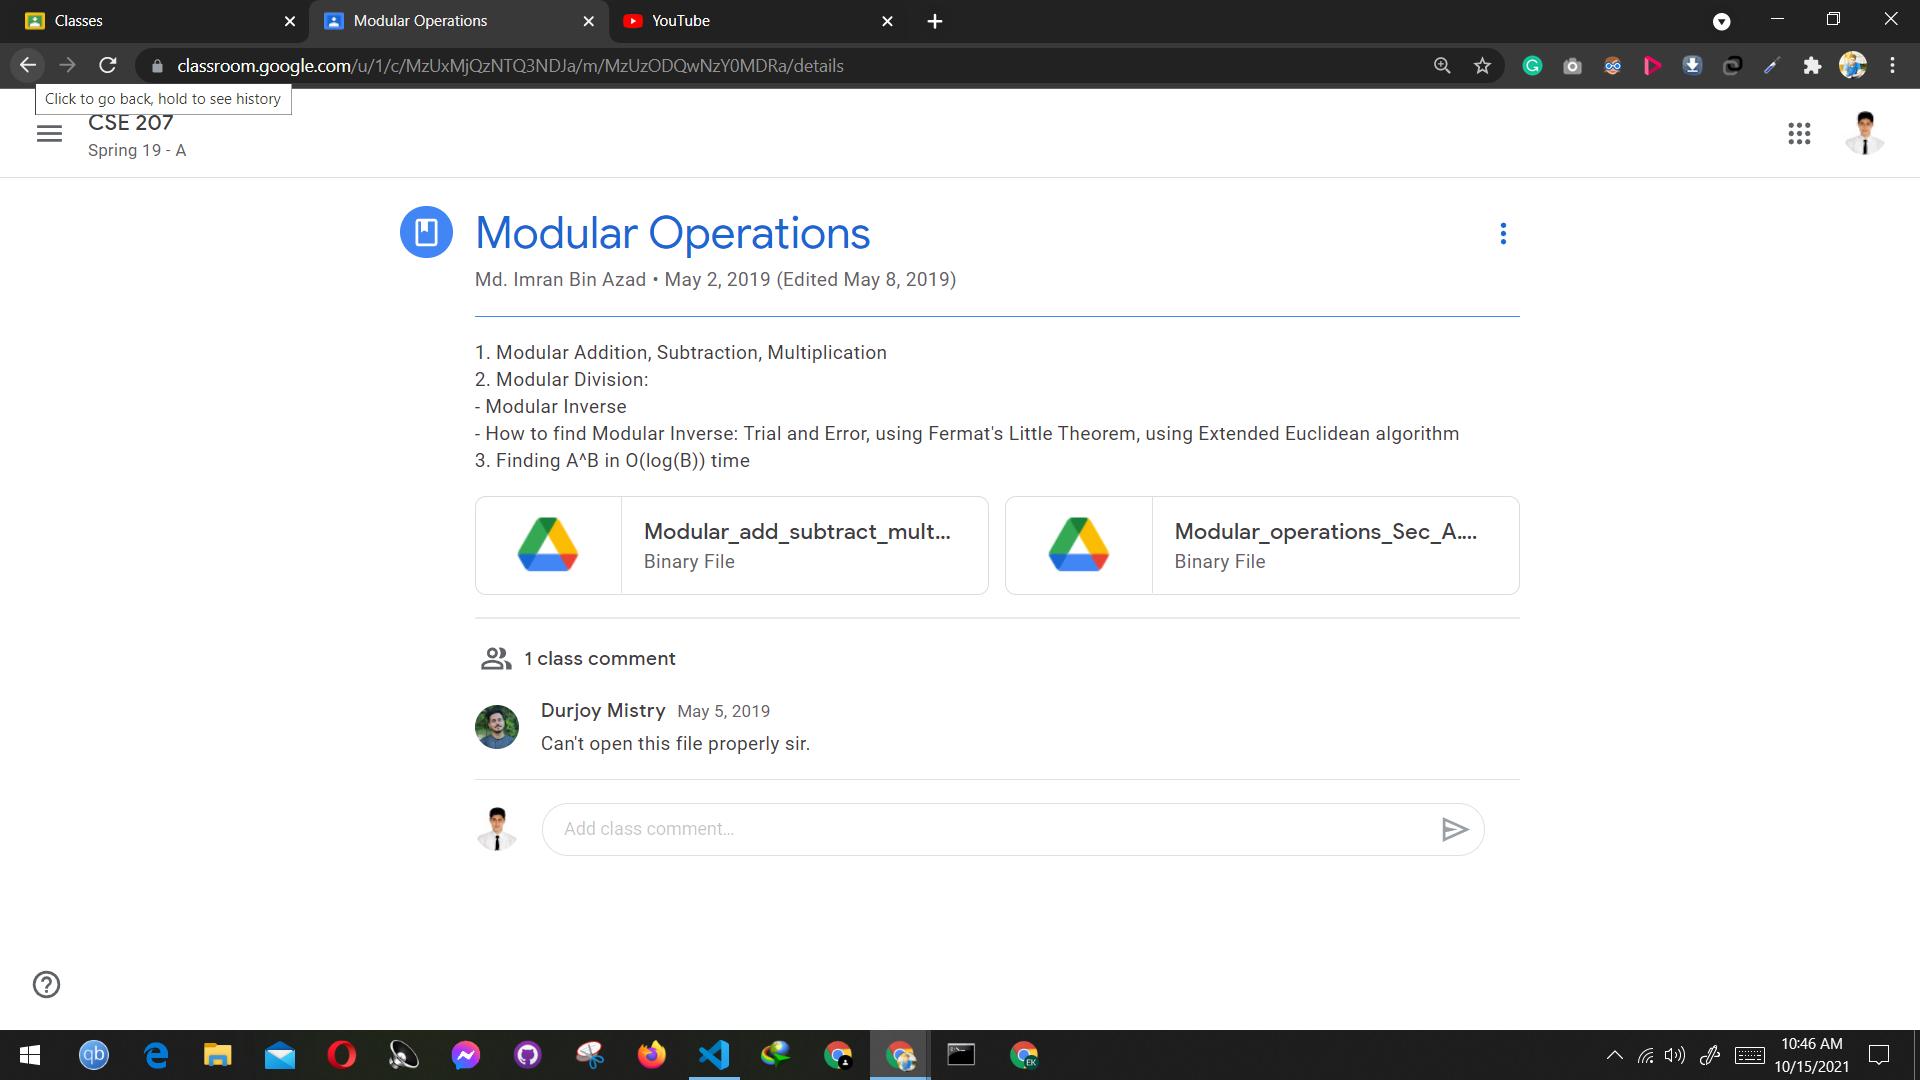 Classes
Modular Operations
YouTube
classroom.google.com/u/1/c/MzUxMjQzNTQ3NDJa/m/MzUzODQwNzY0MDRa/details
Click to go back, hold to see history
CSE 207
Spring 19 - A
Modular Operations
Md. Imran Bin Azad • May 2, 2019 (Edited May 8, 2019)
1. Modular Addition, Subtraction, Multiplication
2. Modular Division:
- Modular Inverse
- How to find Modular Inverse: Trial and Error, using Fermat's Little Theorem, using Extended Euclidean algorithm
3. Finding A^B in O(log(B)) time
Modular_add_subtract_mult...
Binary File
Modular_operations_Sec_A....
Binary File
1 class comment
Durjoy Mistry May 5, 2019
Can't open this file properly sir.
Add class comment...
qb
EK
10:46 AM
10/15/2021